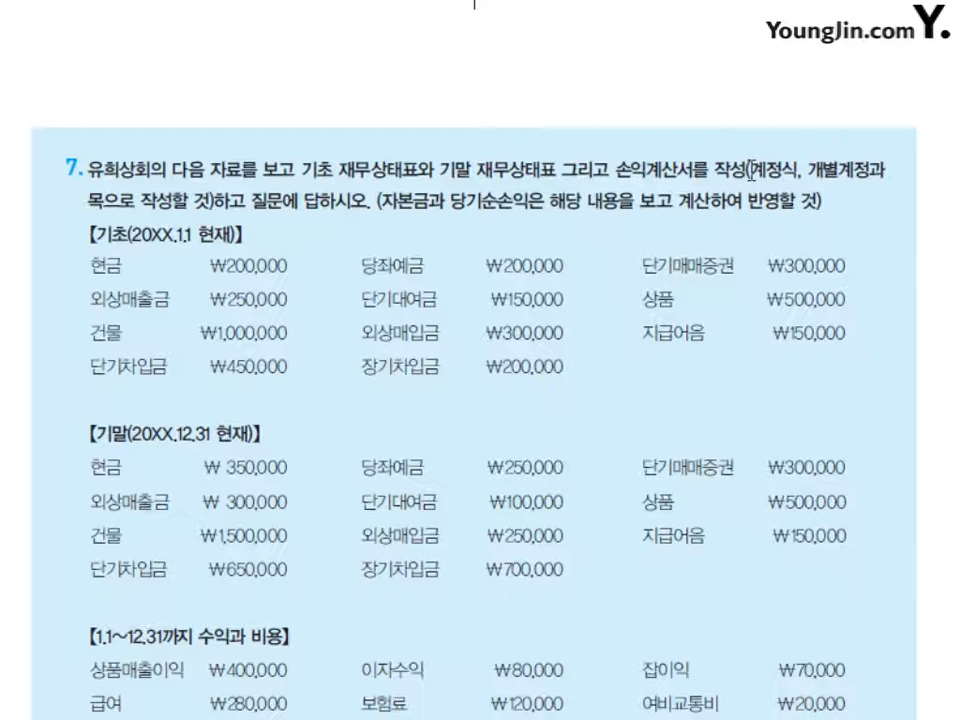 YoungJin.com Y.
7. 유희상회의 다음 자료를 보고 기초 재무상태표와 기말 재무상태표 그리고 손익계산서를 작성(계정식, 개별계정과
목으로 작성할 것)하고 질문에 답하시오. (자본금과 당기순손익은 해당 내용을 보고 계산하여 반영할 것)
【기초(20XX.1.1 현재)】
현금 ₩200,000 당좌예금 ₩200,000 단기매매증권 ₩300,000
외상매출금 ₩250,000 단기대여금 ₩150,000 상품 ₩500,000
건물 ₩1,000,000 외상매입금 ₩300,000 지급어음 ₩150,000
단기차입금 ₩450,000 장기차입금 ₩200,000
【기말(20XX.12.31 현재)】
현금 ₩ 350,000 당좌예금 ₩250,000 단기매매증권 ₩300,000
외상매출금 ₩ 300,000 단기대여금 ₩100,000 상품 ₩500,000
건물 ₩1,500,000 외상매입금 ₩250,000 지급어음 ₩150,000
단기차입금 ₩650,000 장기차입금 ₩700,000
【1.1~12.31까지 수익과 비용】
상품매출이익 ₩400,000 이자수익 ₩80,000 잡이익 ₩70,000
급여 ₩280,000 보험료 ₩120,000 여비교통비 ₩20,000